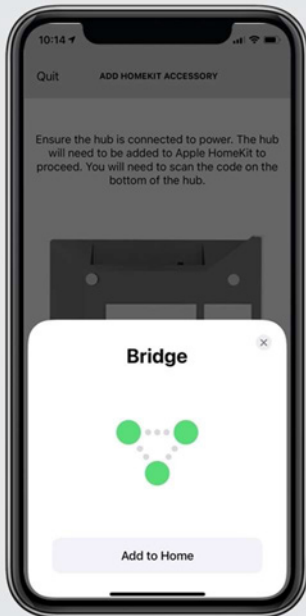 10:14
Quit
ADD HOMEKIT ACCESSORY
Ensure the hub is connected to power. The hub
will need to be added to Apple HomeKit to
proceed. You will need to scan the code on the
bottom of the hub.
Bridge
Add to Home